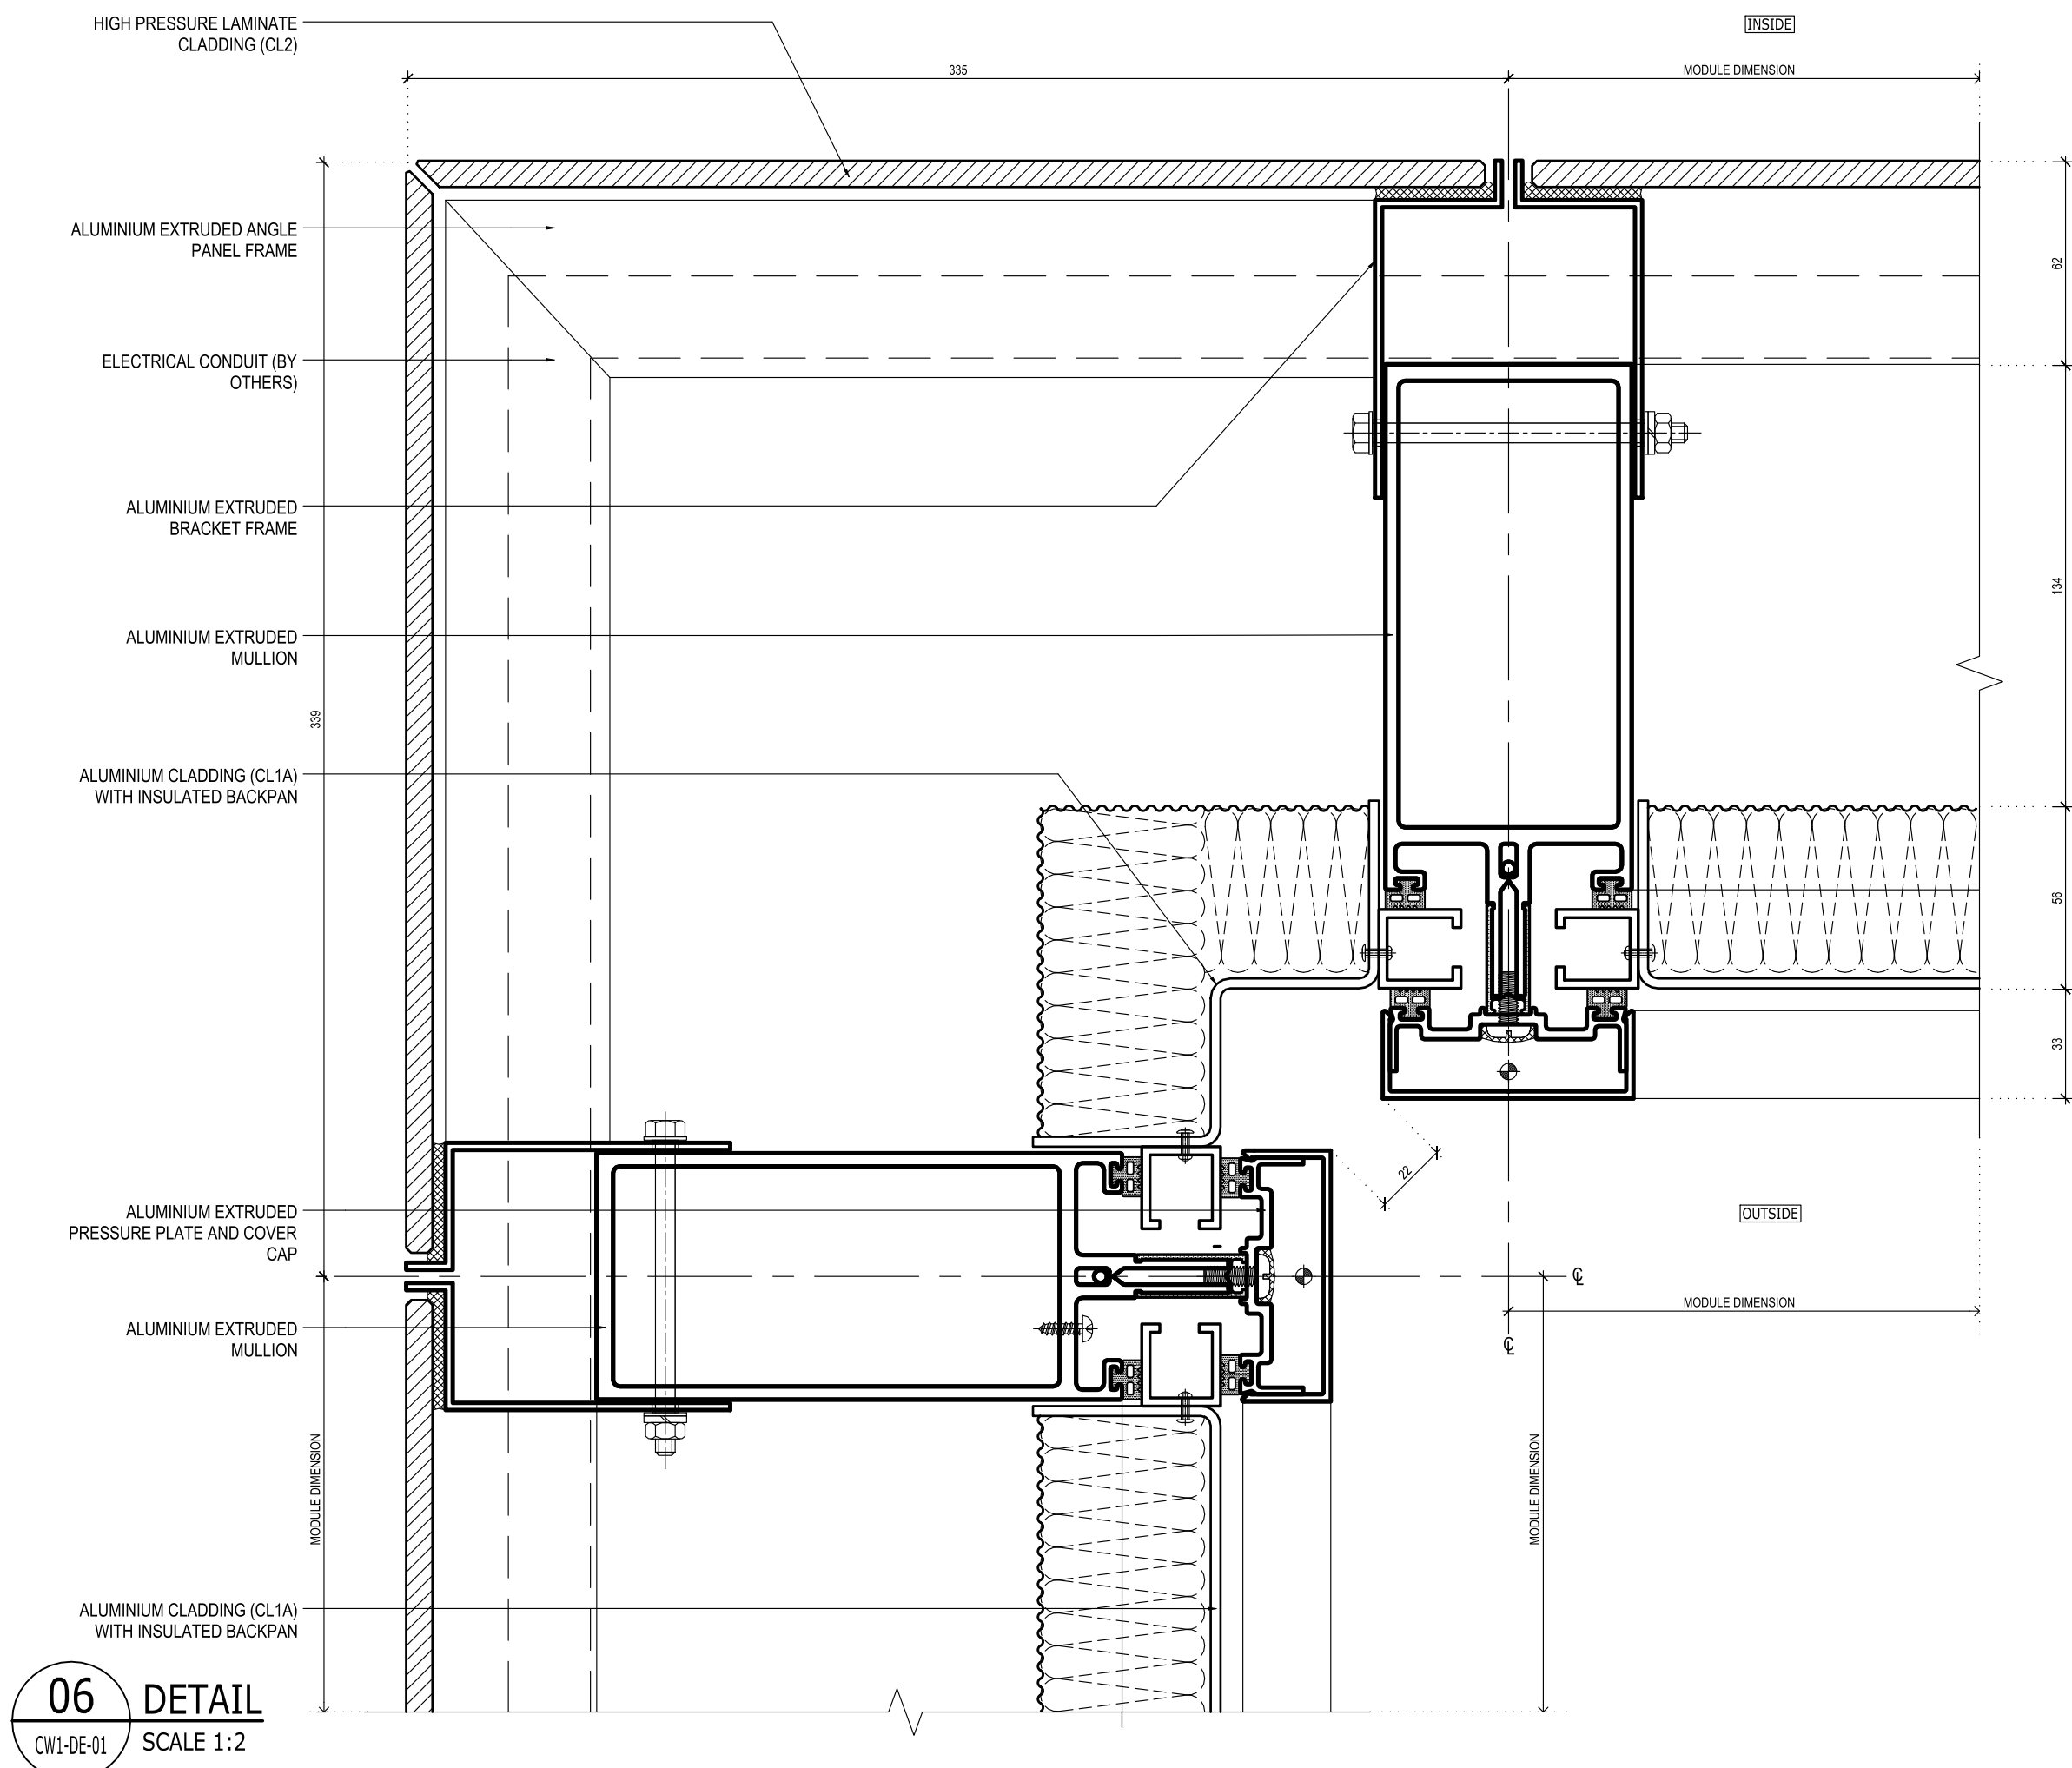 HIGH PRESSURE LAMINATE
CLADDING (CL2)
INSIDE
335
MODULE DIMENSION
ALUMINIUM EXTRUDED ANGLE
PANEL FRAME
62
ELECTRICAL CONDUIT (BY
OTHERS)
ALUMINIUM EXTRUDED
BRACKET FRAME
134
ALUMINIUM EXTRUDED
MULLION
339
ALUMINIUM CLADDING (CL1A)
WITH INSULATED BACKPAN
56
33
22
ALUMINIUM EXTRUDED
PRESSURE PLATE AND COVER
CAP
OUTSIDE
℄
MODULE DIMENSION
℄
ALUMINIUM EXTRUDED
MULLION
MODULE DIMENSION
MODULE DIMENSION
ALUMINIUM CLADDING (CL1A)
WITH INSULATED BACKPAN
06
CW1-DE-01
DETAIL
SCALE 1:2